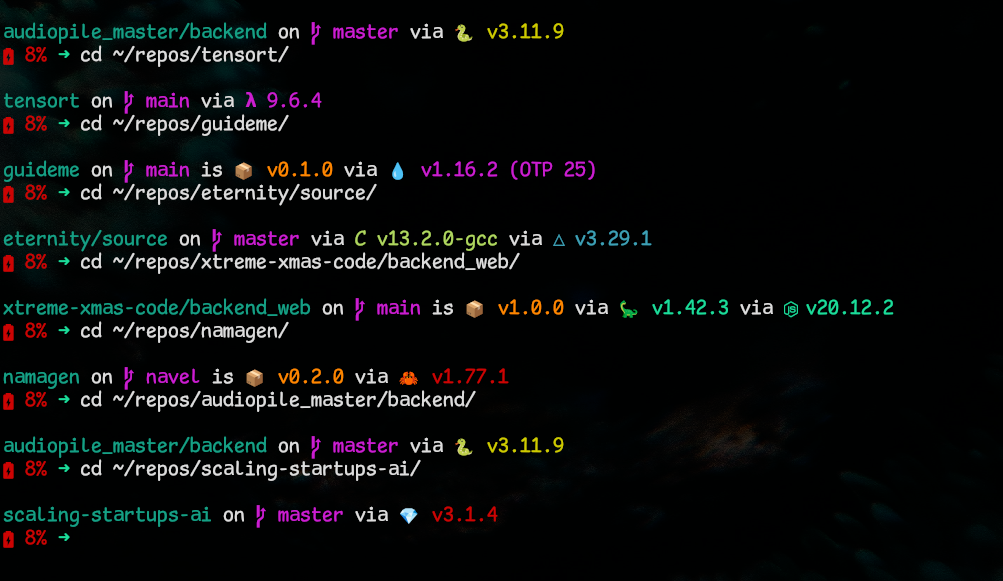 audiopile_master/backend on master via 🐍 v3.11.9
8% ➜ cd ~/repos/tensort/
tensort on main via λ 9.6.4
8% ➜ cd ~/repos/guideme/
guideme on main is 📦 v0.1.0 via 💧 v1.16.2 (OTP 25)
8% ➜ cd ~/repos/eternity/source/
eternity/source on master via C v13.2.0-gcc via △ v3.29.1
8% ➜ cd ~/repos/xtreme-xmas-code/backend_web/
xtreme-xmas-code/backend_web on main is 📦 v1.0.0 via 🦕 v1.42.3 via v20.12.2
8% ➜ cd ~/repos/namagen/
namagen on navel is 📦 v0.2.0 via 🦀 v1.77.1
8% ➜ cd ~/repos/audiopile_master/backend/
audiopile_master/backend on master via 🐍 v3.11.9
8% ➜ cd ~/repos/scaling-startups-ai/
scaling-startups-ai on master via 💎 v3.1.4
8% ➜